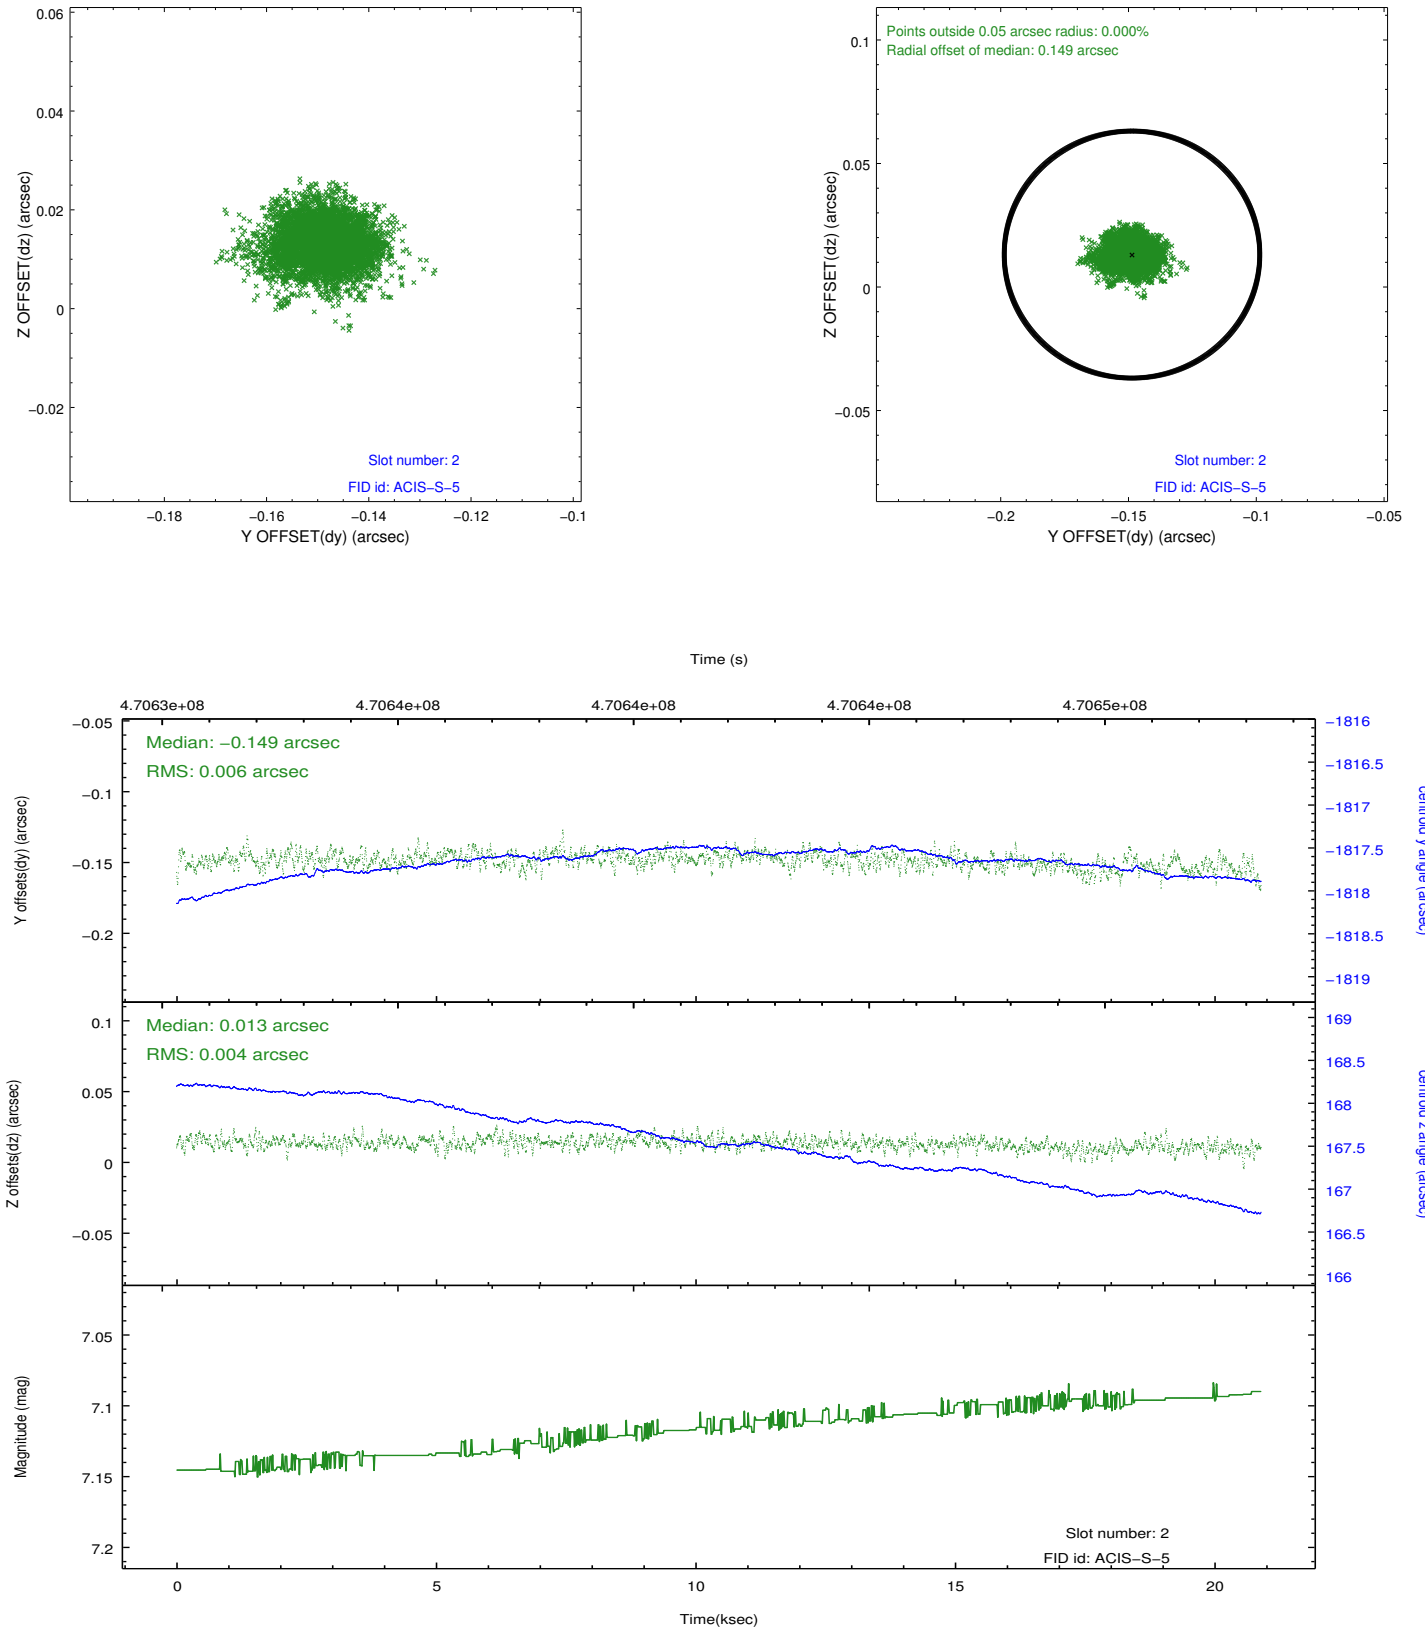 0.06
0.04
0.02
0
−0.02
Z OFFSET(dz) (arcsec)
Slot number: 2
FID id: ACIS−S−5
−0.18 −0.16 −0.14 −0.12 −0.1
Y OFFSET(dy) (arcsec)
Points outside 0.05 arcsec radius: 0.000%
Radial offset of median: 0.149 arcsec
0.1
0.05
0
−0.05
Z OFFSET(dz) (arcsec)
Slot number: 2
FID id: ACIS−S−5
−0.2 −0.15 −0.1 −0.05
Y OFFSET(dy) (arcsec)
Time (s)
4.7063e+08 4.7064e+08 4.7064e+08 4.7064e+08 4.7065e+08
Median: −0.149 arcsec
RMS: 0.006 arcsec
−0.05
−0.1
−0.15
−0.2
Y offsets(dy) (arcsec)
−1816
−1816.5
−1817
−1817.5
−1818
−1818.5
−1819
centroid y angle (arcsec)
Median: 0.013 arcsec
RMS: 0.004 arcsec
0.1
0.05
0
−0.05
Z offsets(dz) (arcsec)
169
168.5
168
167.5
167
166.5
166
centroid z angle (arcsec)
7.05
7.1
7.15
7.2
Magnitude (mag)
Slot number: 2
FID id: ACIS−S−5
0 5 10 15 20
Time(ksec)